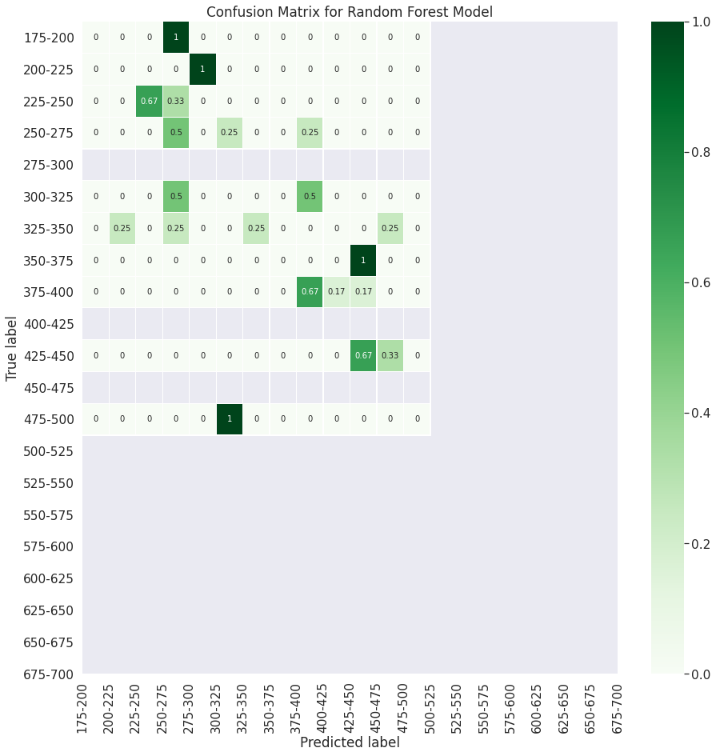 Confusion Matrix for Random Forest Model
175-200 0 0 0 1 0 0 0 0 0 0 0 0 0
200-225 0 0 0 0 1 0 0 0 0 0 0 0 0
225-250 0 0 0.67 0.33 0 0 0 0 0 0 0 0 0
250-275 0 0 0 0.5 0 0.25 0 0 0.25 0 0 0 0
275-300
300-325 0 0 0 0.5 0 0 0 0 0.5 0 0 0 0
325-350 0 0.25 0 0.25 0 0 0.25 0 0 0 0 0.25 0
350-375 0 0 0 0 0 0 0 0 0 0 1 0 0
375-400 0 0 0 0 0 0 0 0 0.67 0.17 0.17 0 0
400-425
425-450 0 0 0 0 0 0 0 0 0 0 0.67 0.33 0
450-475
475-500 0 0 0 0 0 1 0 0 0 0 0 0 0
500-525
525-550
550-575
575-600
600-625
625-650
650-675
675-700
True label
175-200
200-225
225-250
250-275
275-300
300-325
325-350
350-375
375-400
400-425
425-450
450-475
475-500
500-525
525-550
550-575
575-600
600-625
625-650
650-675
675-700
Predicted label
1.0
0.8
0.6
0.4
0.2
0.0